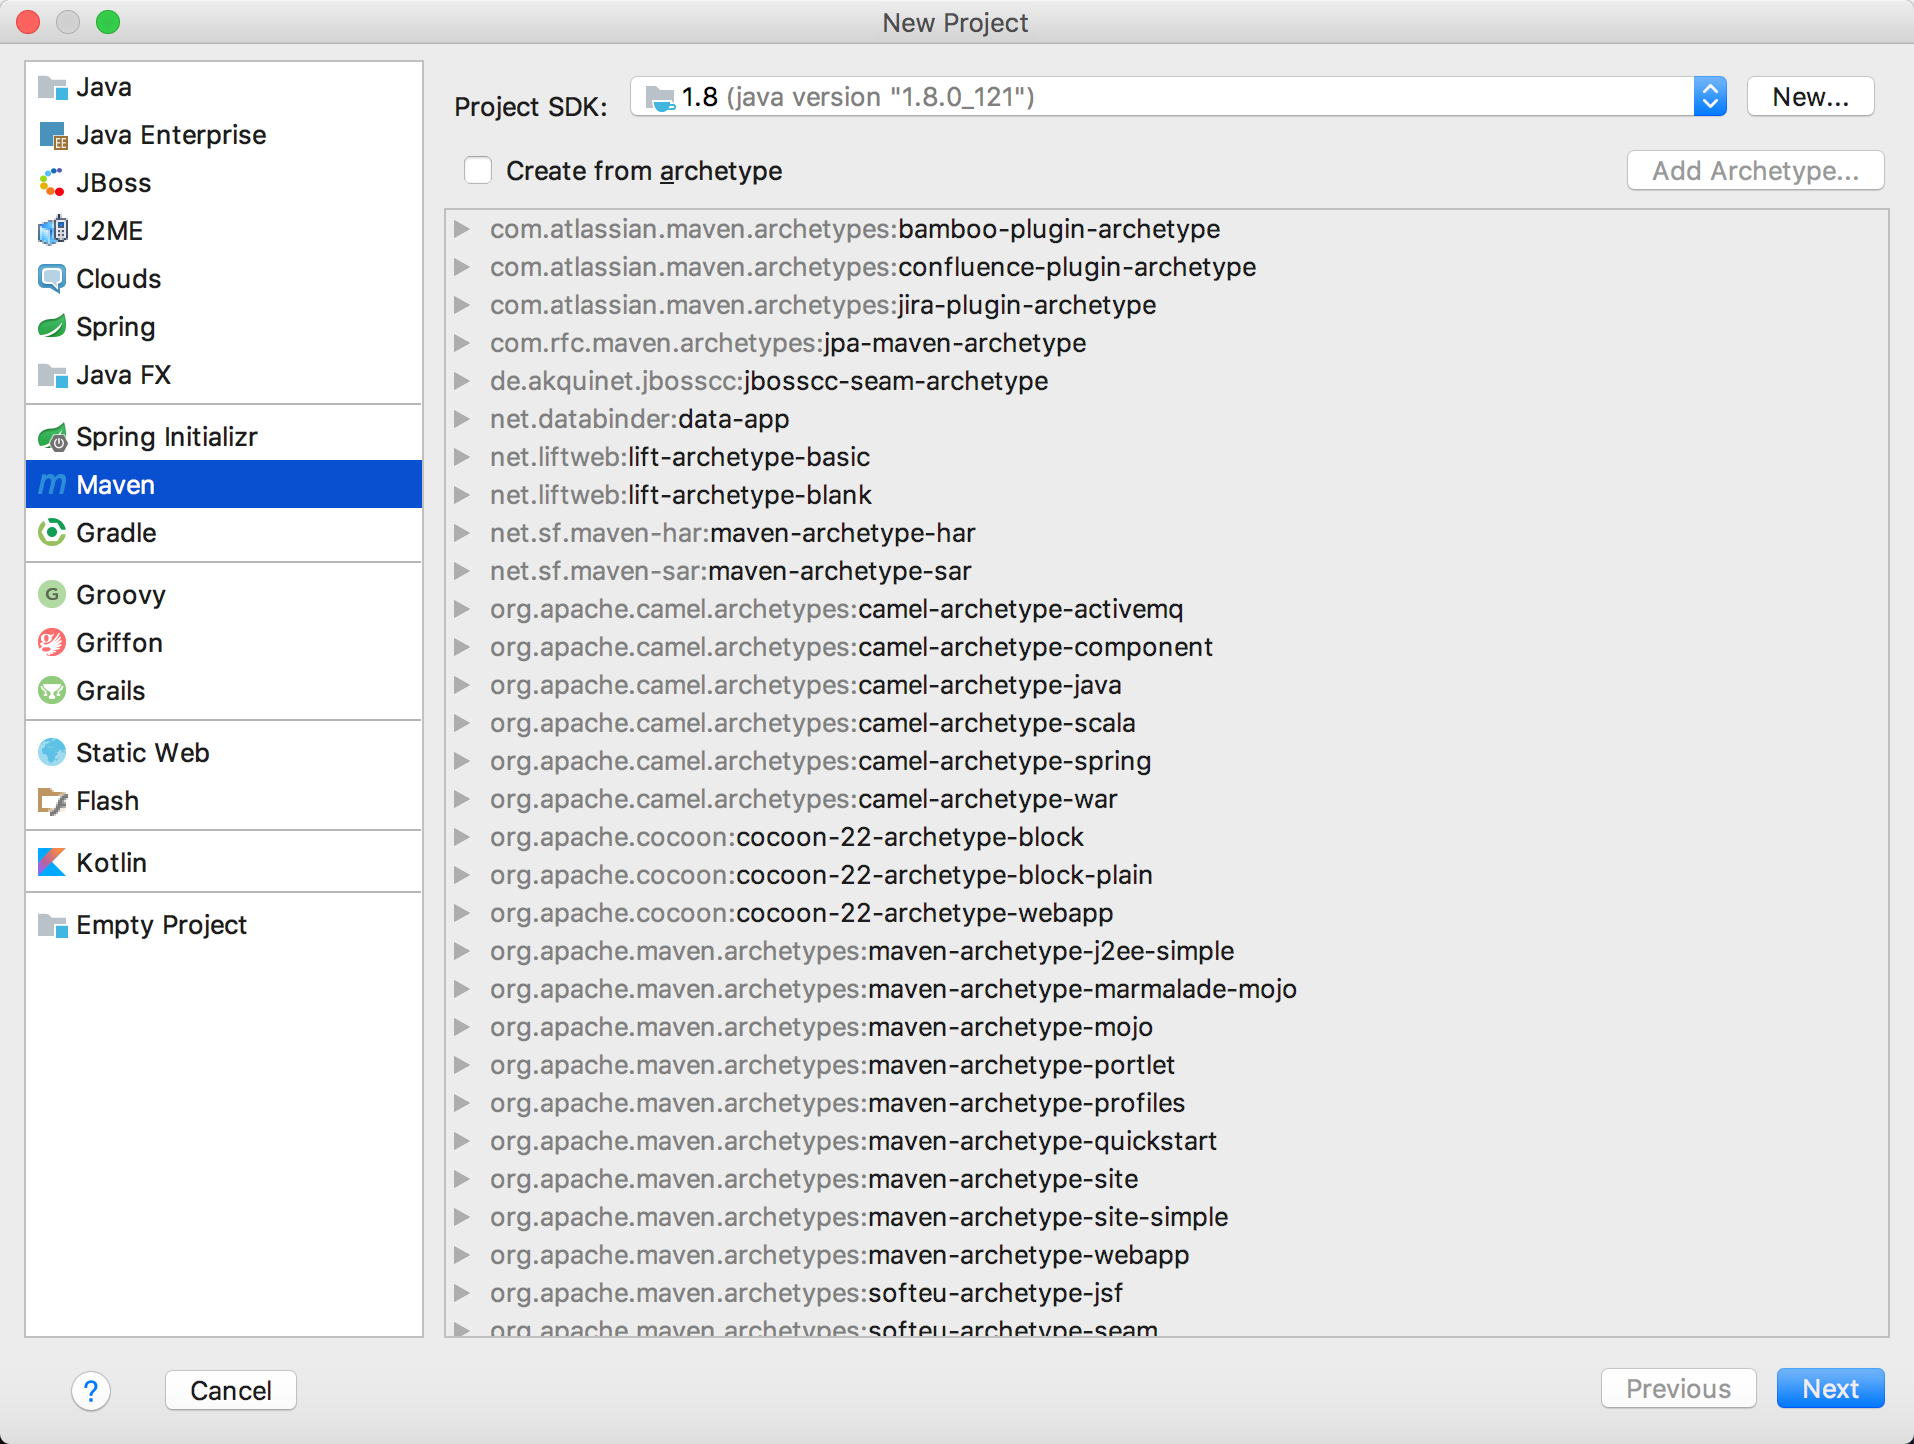 New Project
Java
Java Enterprise
JBoss
J2ME
Clouds
Spring
Java FX
Spring Initializr
Maven
Gradle
Groovy
Griffon
Grails
Static Web
Flash
Kotlin
Empty Project
Project SDK: 1.8 (java version "1.8.0_121") New...
Create from archetype Add Archetype...
com.atlassian.maven.archetypes:bamboo-plugin-archetype
com.atlassian.maven.archetypes:confluence-plugin-archetype
com.atlassian.maven.archetypes:jira-plugin-archetype
com.rfc.maven.archetypes:jpa-maven-archetype
de.akquinet.jbosscc:jbosscc-seam-archetype
net.databinder:data-app
net.liftweb:lift-archetype-basic
net.liftweb:lift-archetype-blank
net.sf.maven-har:maven-archetype-har
net.sf.maven-sar:maven-archetype-sar
org.apache.camel.archetypes:camel-archetype-activemq
org.apache.camel.archetypes:camel-archetype-component
org.apache.camel.archetypes:camel-archetype-java
org.apache.camel.archetypes:camel-archetype-scala
org.apache.camel.archetypes:camel-archetype-spring
org.apache.camel.archetypes:camel-archetype-war
org.apache.cocoon:cocoon-22-archetype-block
org.apache.cocoon:cocoon-22-archetype-block-plain
org.apache.cocoon:cocoon-22-archetype-webapp
org.apache.maven.archetypes:maven-archetype-j2ee-simple
org.apache.maven.archetypes:maven-archetype-marmalade-mojo
org.apache.maven.archetypes:maven-archetype-mojo
org.apache.maven.archetypes:maven-archetype-portlet
org.apache.maven.archetypes:maven-archetype-profiles
org.apache.maven.archetypes:maven-archetype-quickstart
org.apache.maven.archetypes:maven-archetype-site
org.apache.maven.archetypes:maven-archetype-site-simple
org.apache.maven.archetypes:maven-archetype-webapp
org.apache.maven.archetypes:softeu-archetype-jsf
org.apache.maven.archetypes:softeu-archetype-seam
? Cancel Previous Next